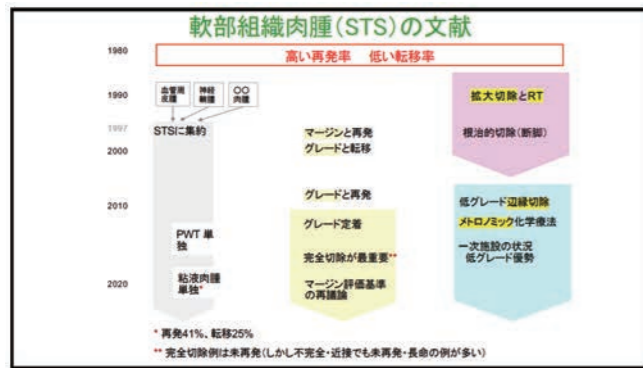 軟部組織肉腫(STS)の文献
1980
高い再発率 低い転移率
1990
血管周
皮腫
神経
鞘腫
〇〇
肉腫
拡大切除とRT
1997
STSに集約
マージンと再発
根治的切除(断脚)
2000
グレードと転移
グレードと再発
2010
低グレード辺縁切除
グレード定着
メトロノミック化学療法
PWT 単
独
完全切除が最重要**
一次施設の状況
低グレード優勢
2020
粘液肉腫
単独*
マージン評価基準
の再議論
* 再発41%、転移25%
** 完全切除例は未再発(しかし不完全・近接でも未再発・長命の例が多い)